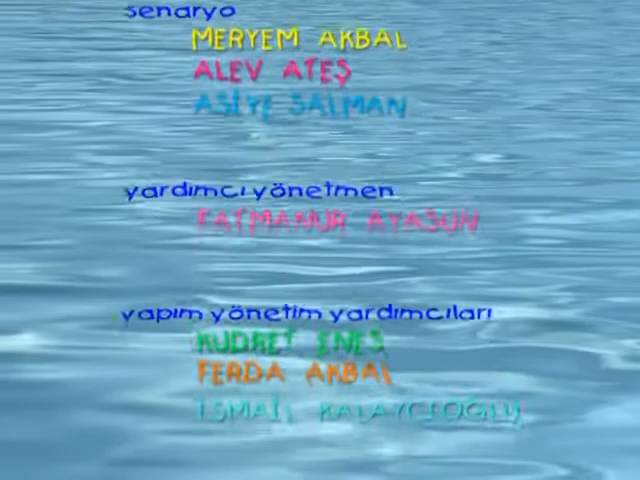 senaryo
MERYEM AKBAL
ALEV ATEŞ
ASİYE SALMAN
yardımcı yönetmen
FATMANUR AYASUN
yapım yönetim yardımcıları
KUDRET ENES
FERDA AKBAL
İSMAİL KALAYCIOĞLU